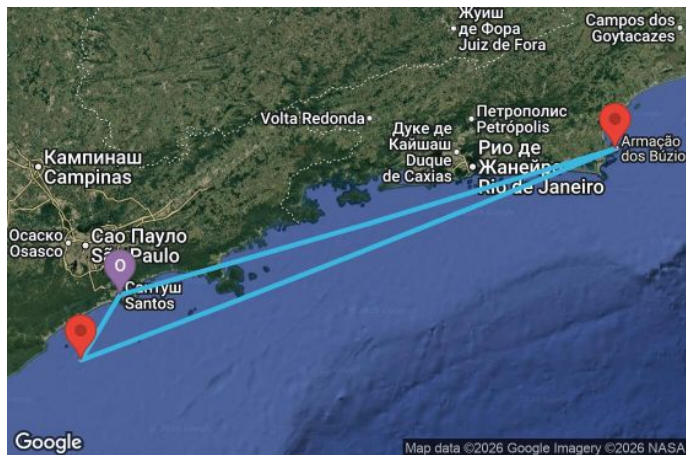 Жуиш
де Фора
Juiz de Fora
Campos dos
Goytacazes
Volta Redonda
Петрополис
Petrópolis
Дуке де
Кайшаш
Duque
de Caxias
Рио де
Жанейро
Rio de Janeiro
Armação
dos Búzio
Кампинаш
Campinas
Осаско
Osasco
Сао Пауло
São Paulo
O
Сантуш
Santos
Google
Map data ©2026 Google Imagery ©2026 NASA